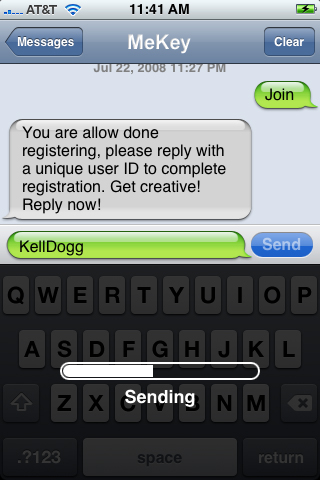 AT&T 11:41 AM
Messages MeKey Clear
Jul 22, 2008 11:27 PM
Join
You are allow done
registering, please reply with
a unique user ID to complete
registration. Get creative!
Reply now!
KellDogg Send
Q W E R T Y U I O P
A S D F G H J K L
Z X C V B N M
Sending
.?123 space return